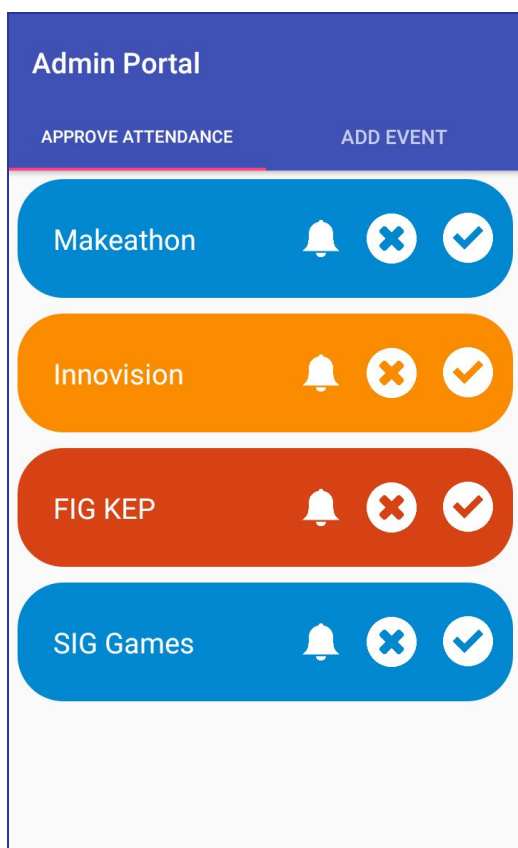 Admin Portal
APPROVE ATTENDANCE
ADD EVENT
Makeathon
Innovision
FIG KEP
SIG Games